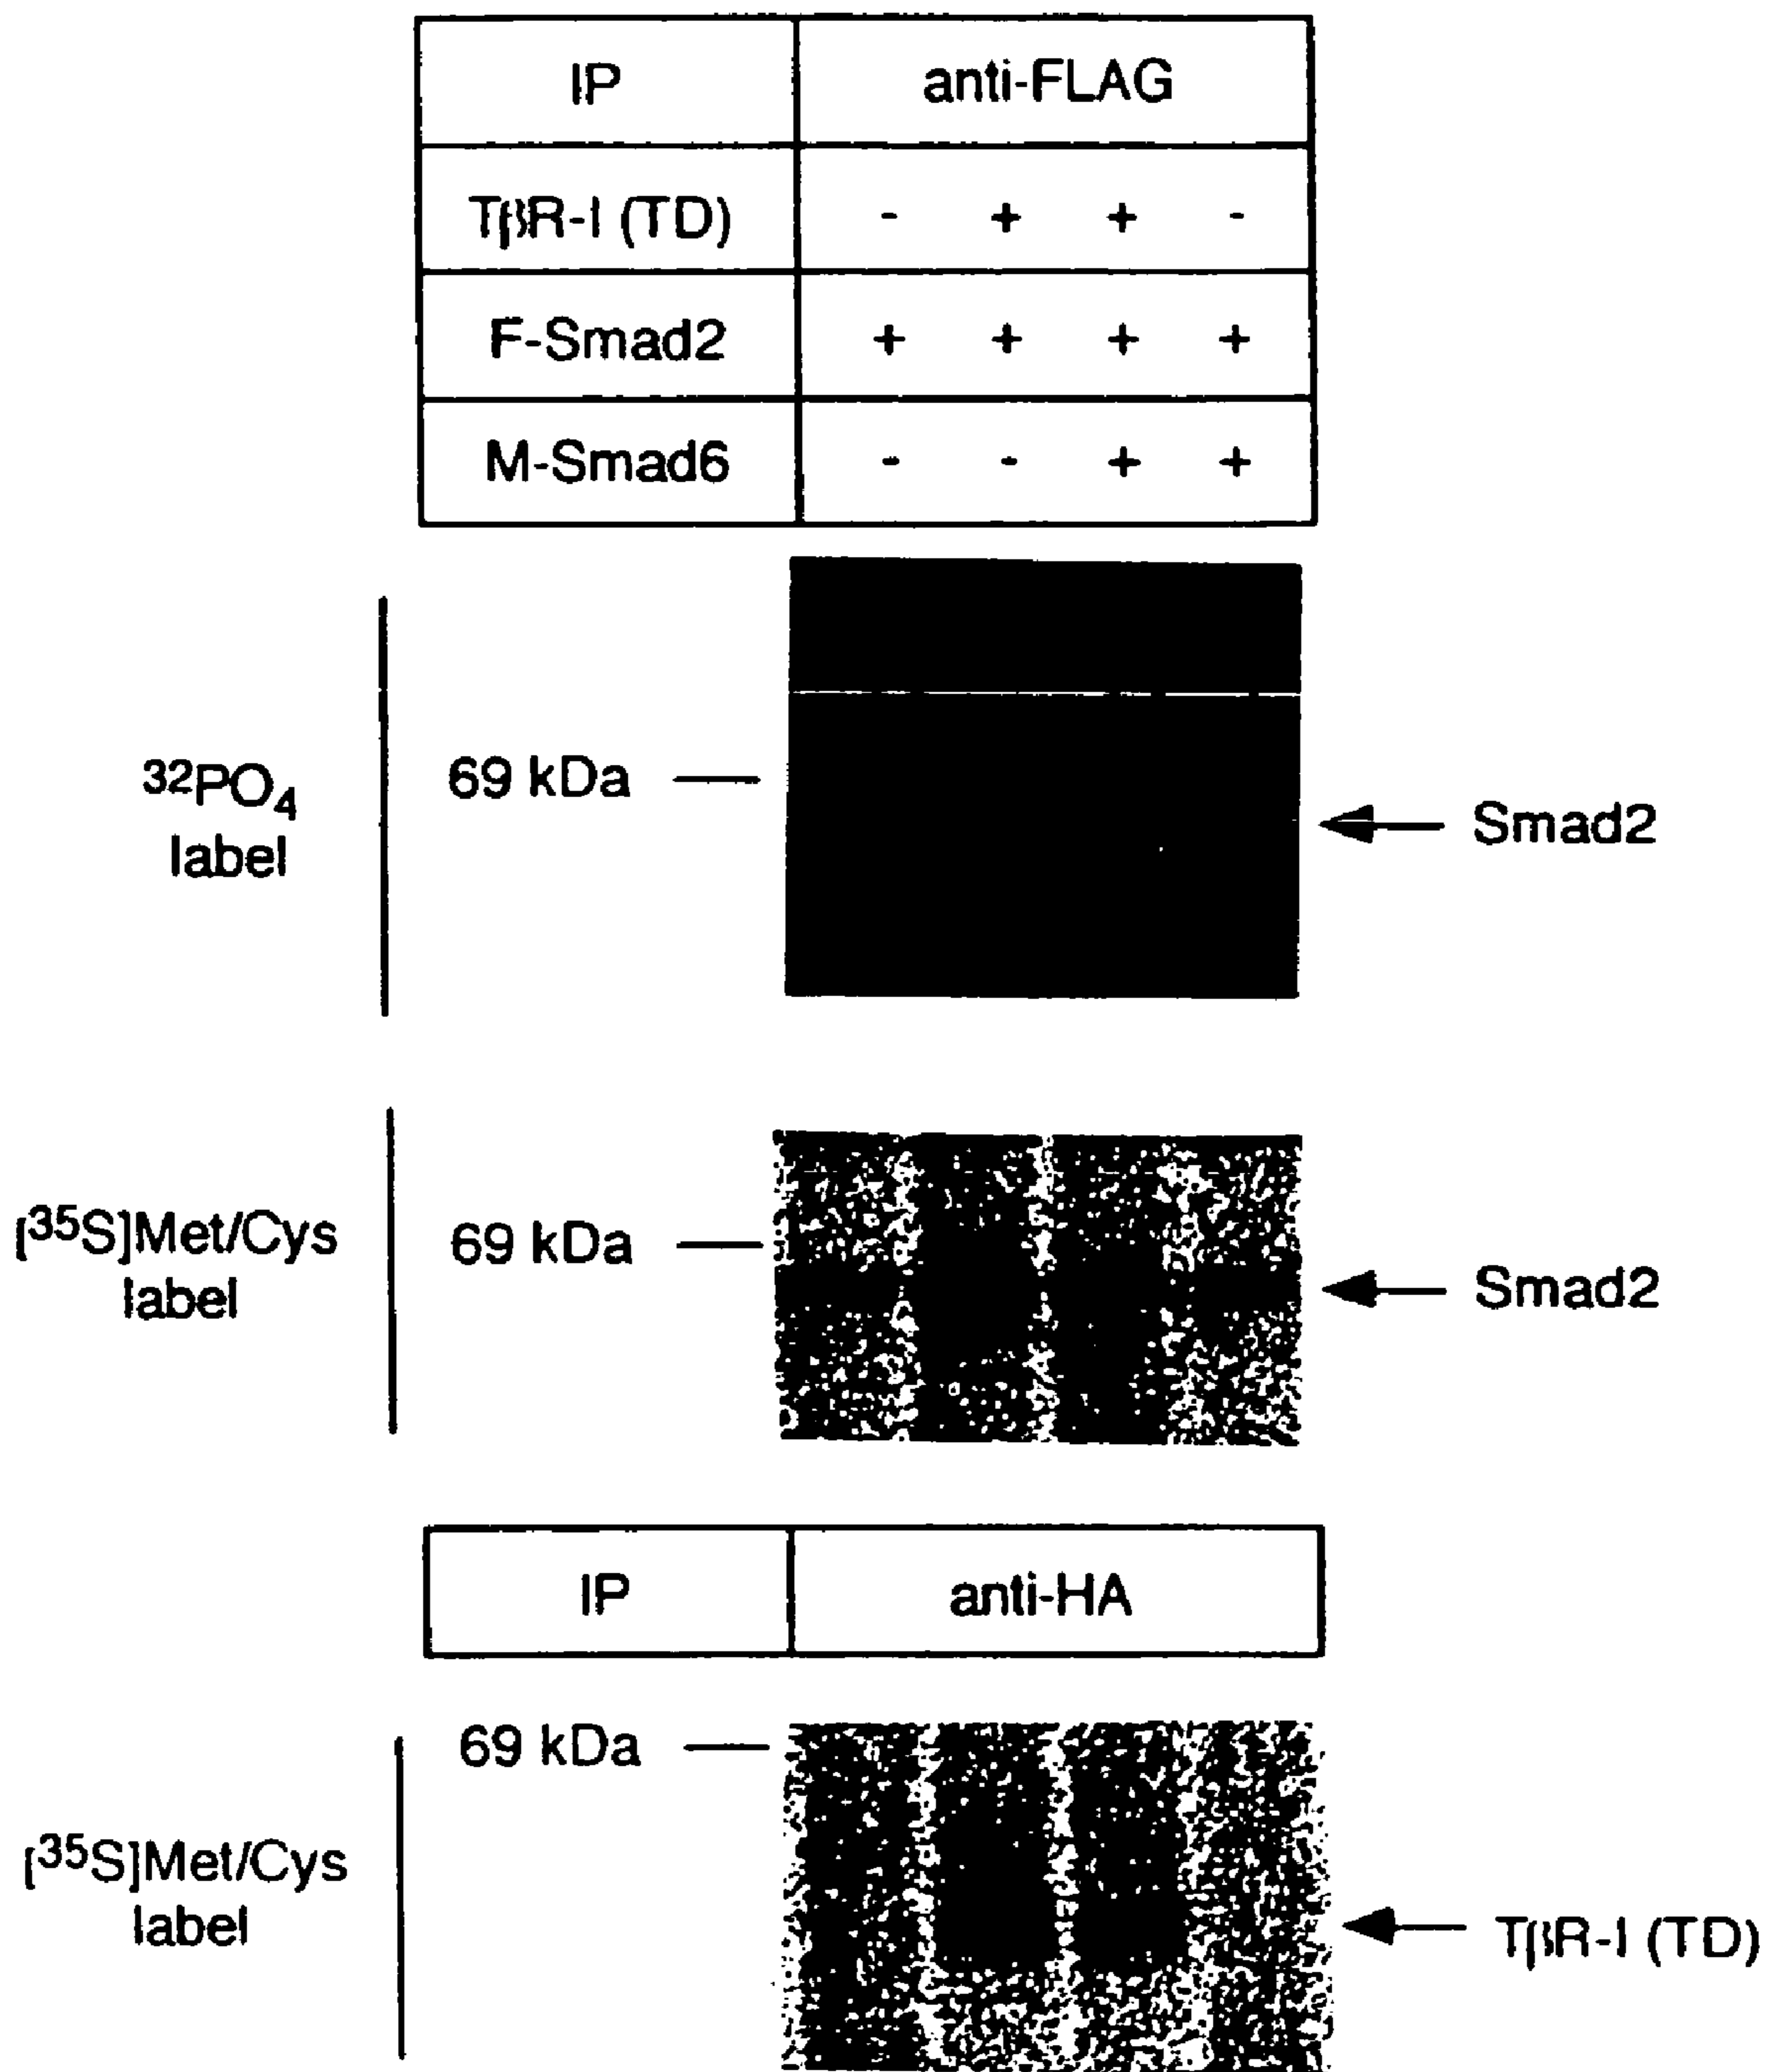 IP anti-FLAG
TβR-I (TD) - + + -
F-Smad2 + + + +
M-Smad6 - - + +
32PO4
label
69 kDa
Smad2
[35S]Met/Cys
label
69 kDa
Smad2
IP anti-HA
69 kDa
[35S]Met/Cys
label
TβR-I (TD)